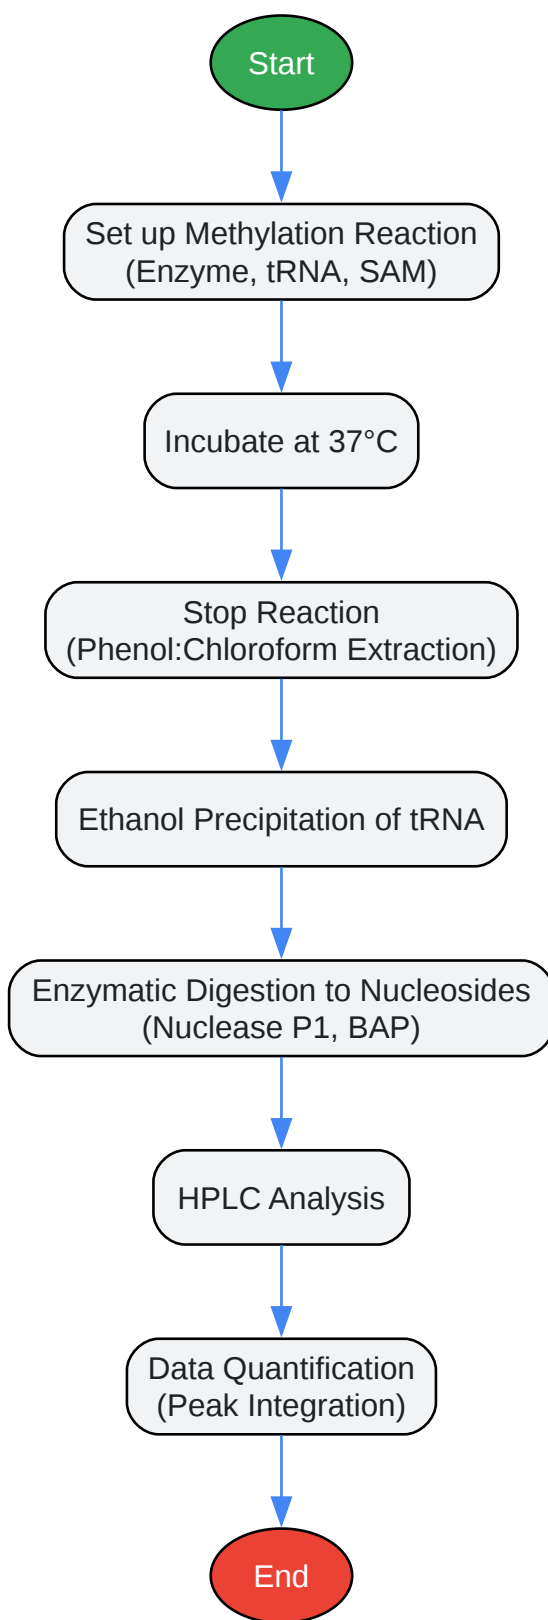 Start
Set up Methylation Reaction
(Enzyme, tRNA, SAM)
Incubate at 37°C
Stop Reaction
(Phenol:Chloroform Extraction)
Ethanol Precipitation of tRNA
Enzymatic Digestion to Nucleosides
(Nuclease P1, BAP)
HPLC Analysis
Data Quantification
(Peak Integration)
End